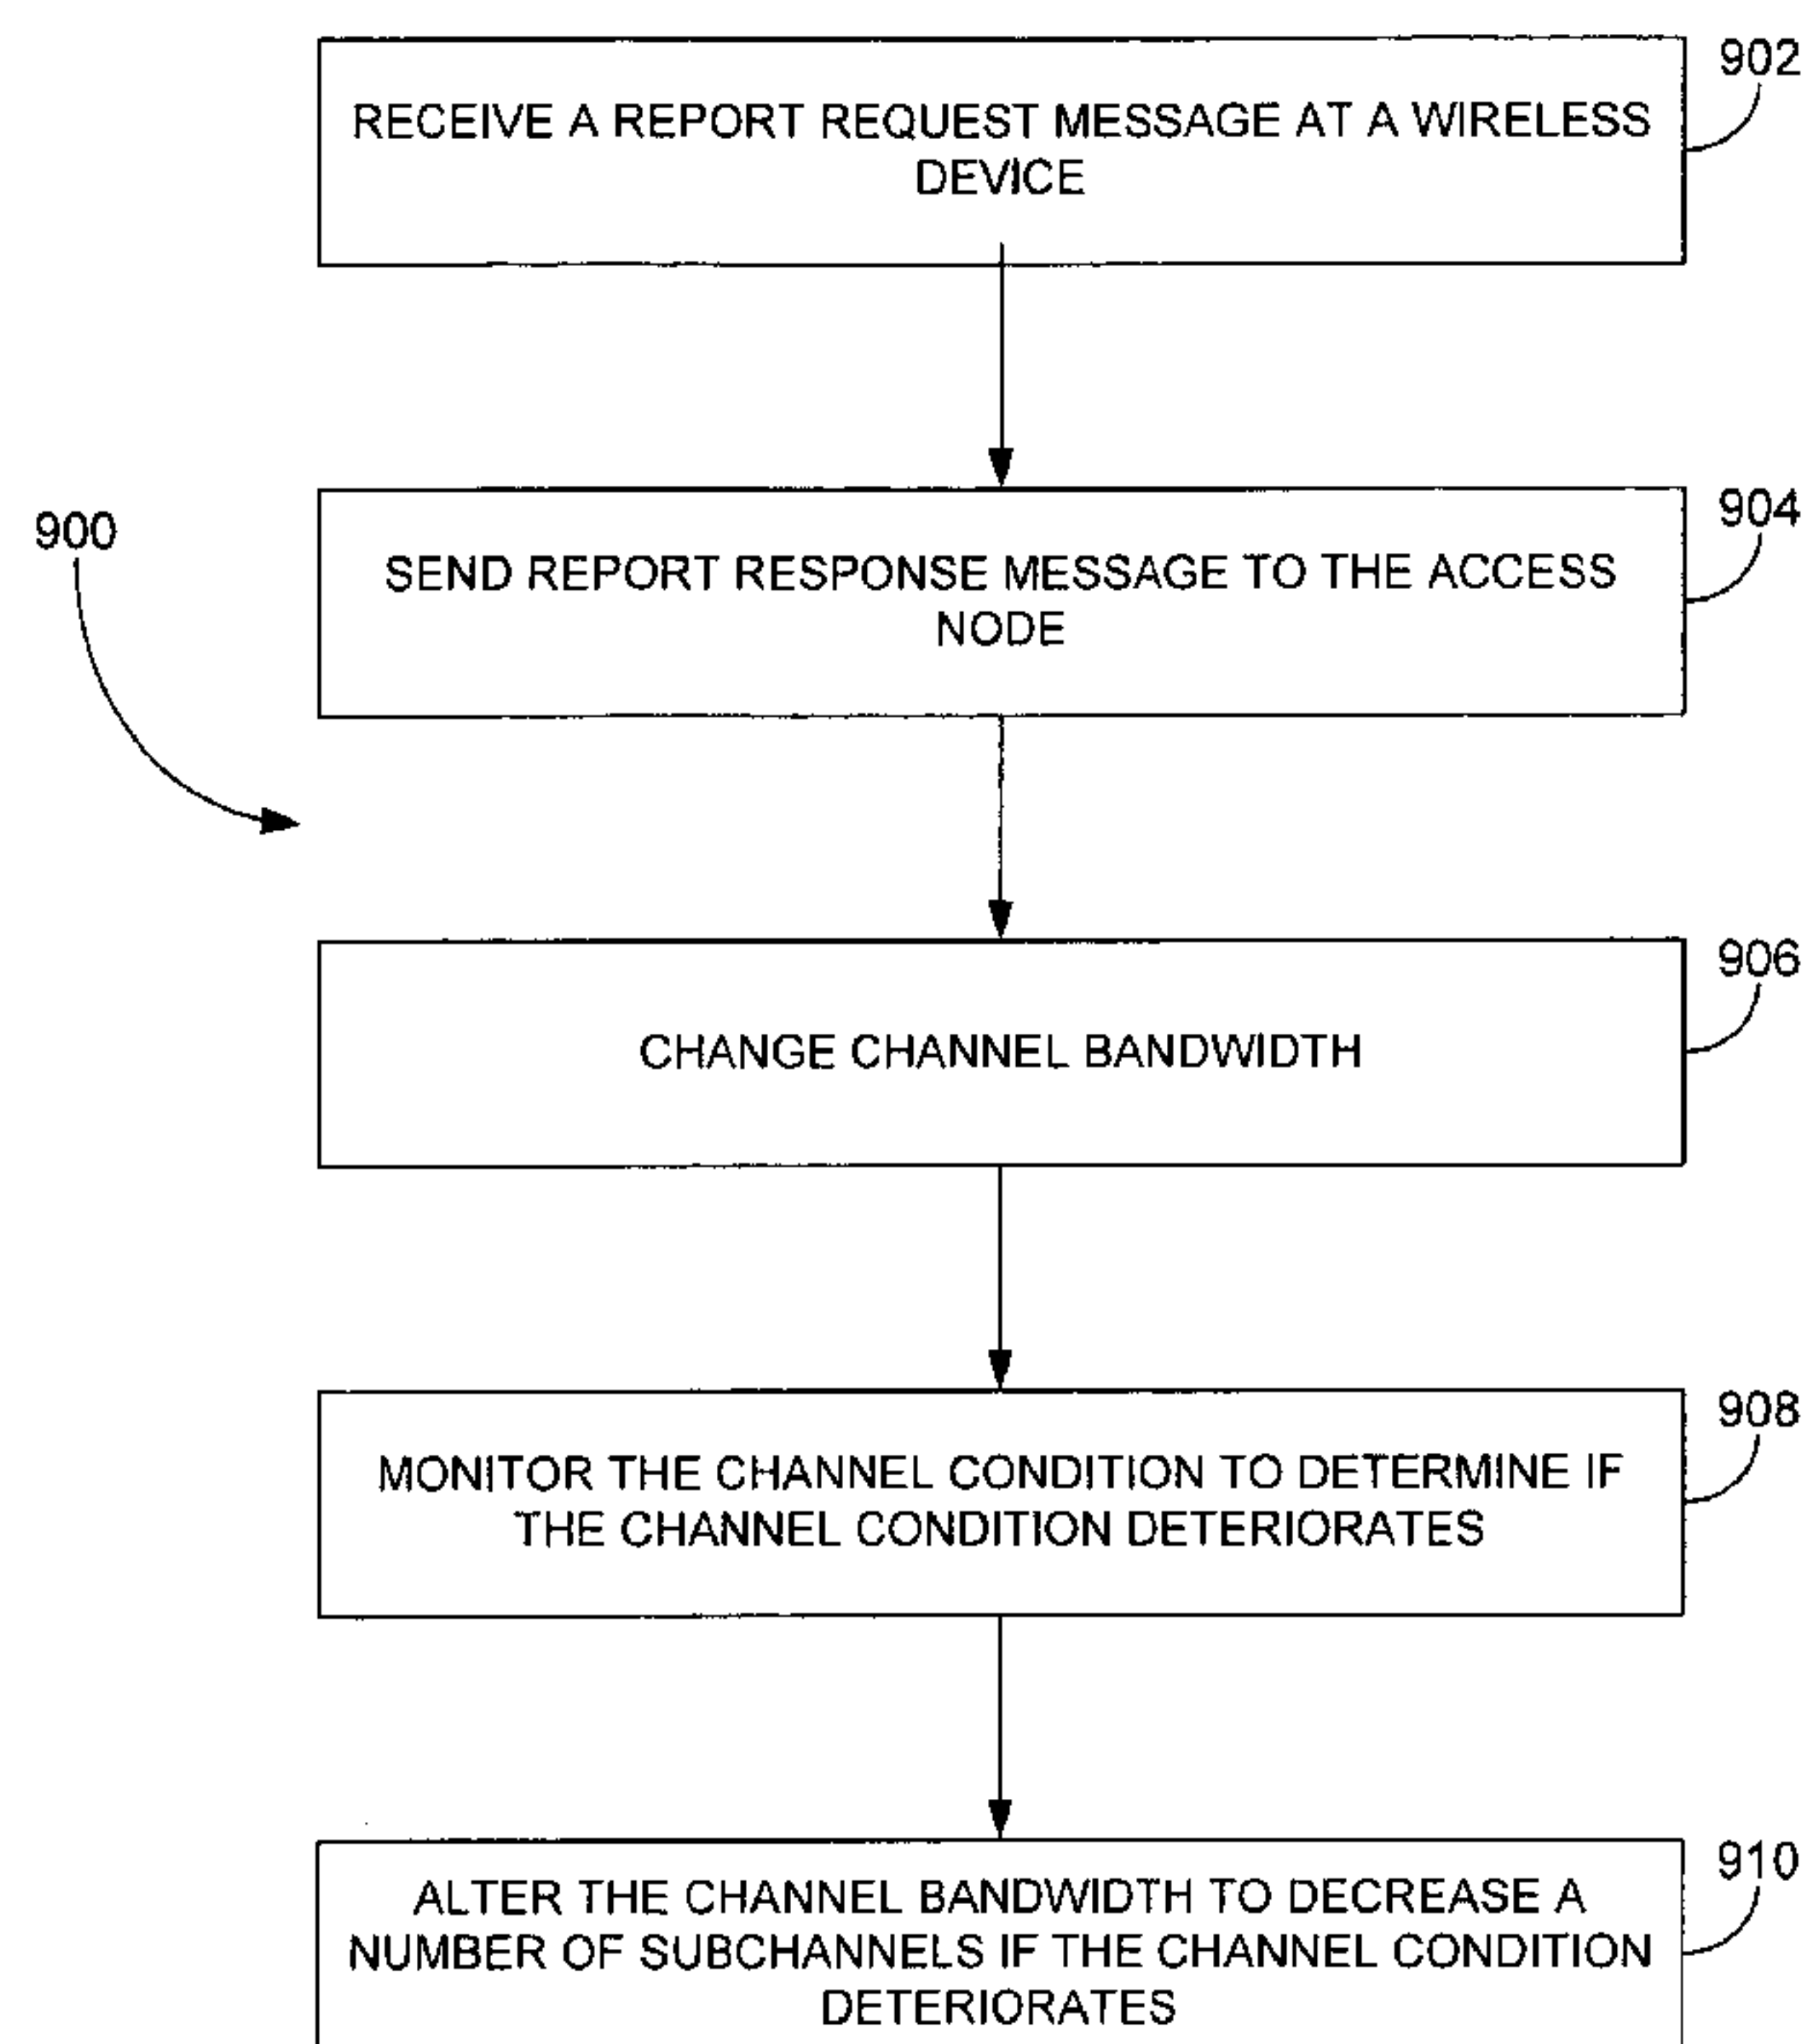 902
RECEIVE A REPORT REQUEST MESSAGE AT A WIRELESS
DEVICE
904
900
SEND REPORT RESPONSE MESSAGE TO THE ACCESS
NODE
906
CHANGE CHANNEL BANDWIDTH
908
MONITOR THE CHANNEL CONDITION TO DETERMINE IF
THE CHANNEL CONDITION DETERIORATES
910
ALTER THE CHANNEL BANDWIDTH TO DECREASE A
NUMBER OF SUBCHANNELS IF THE CHANNEL CONDITION
DETERIORATES